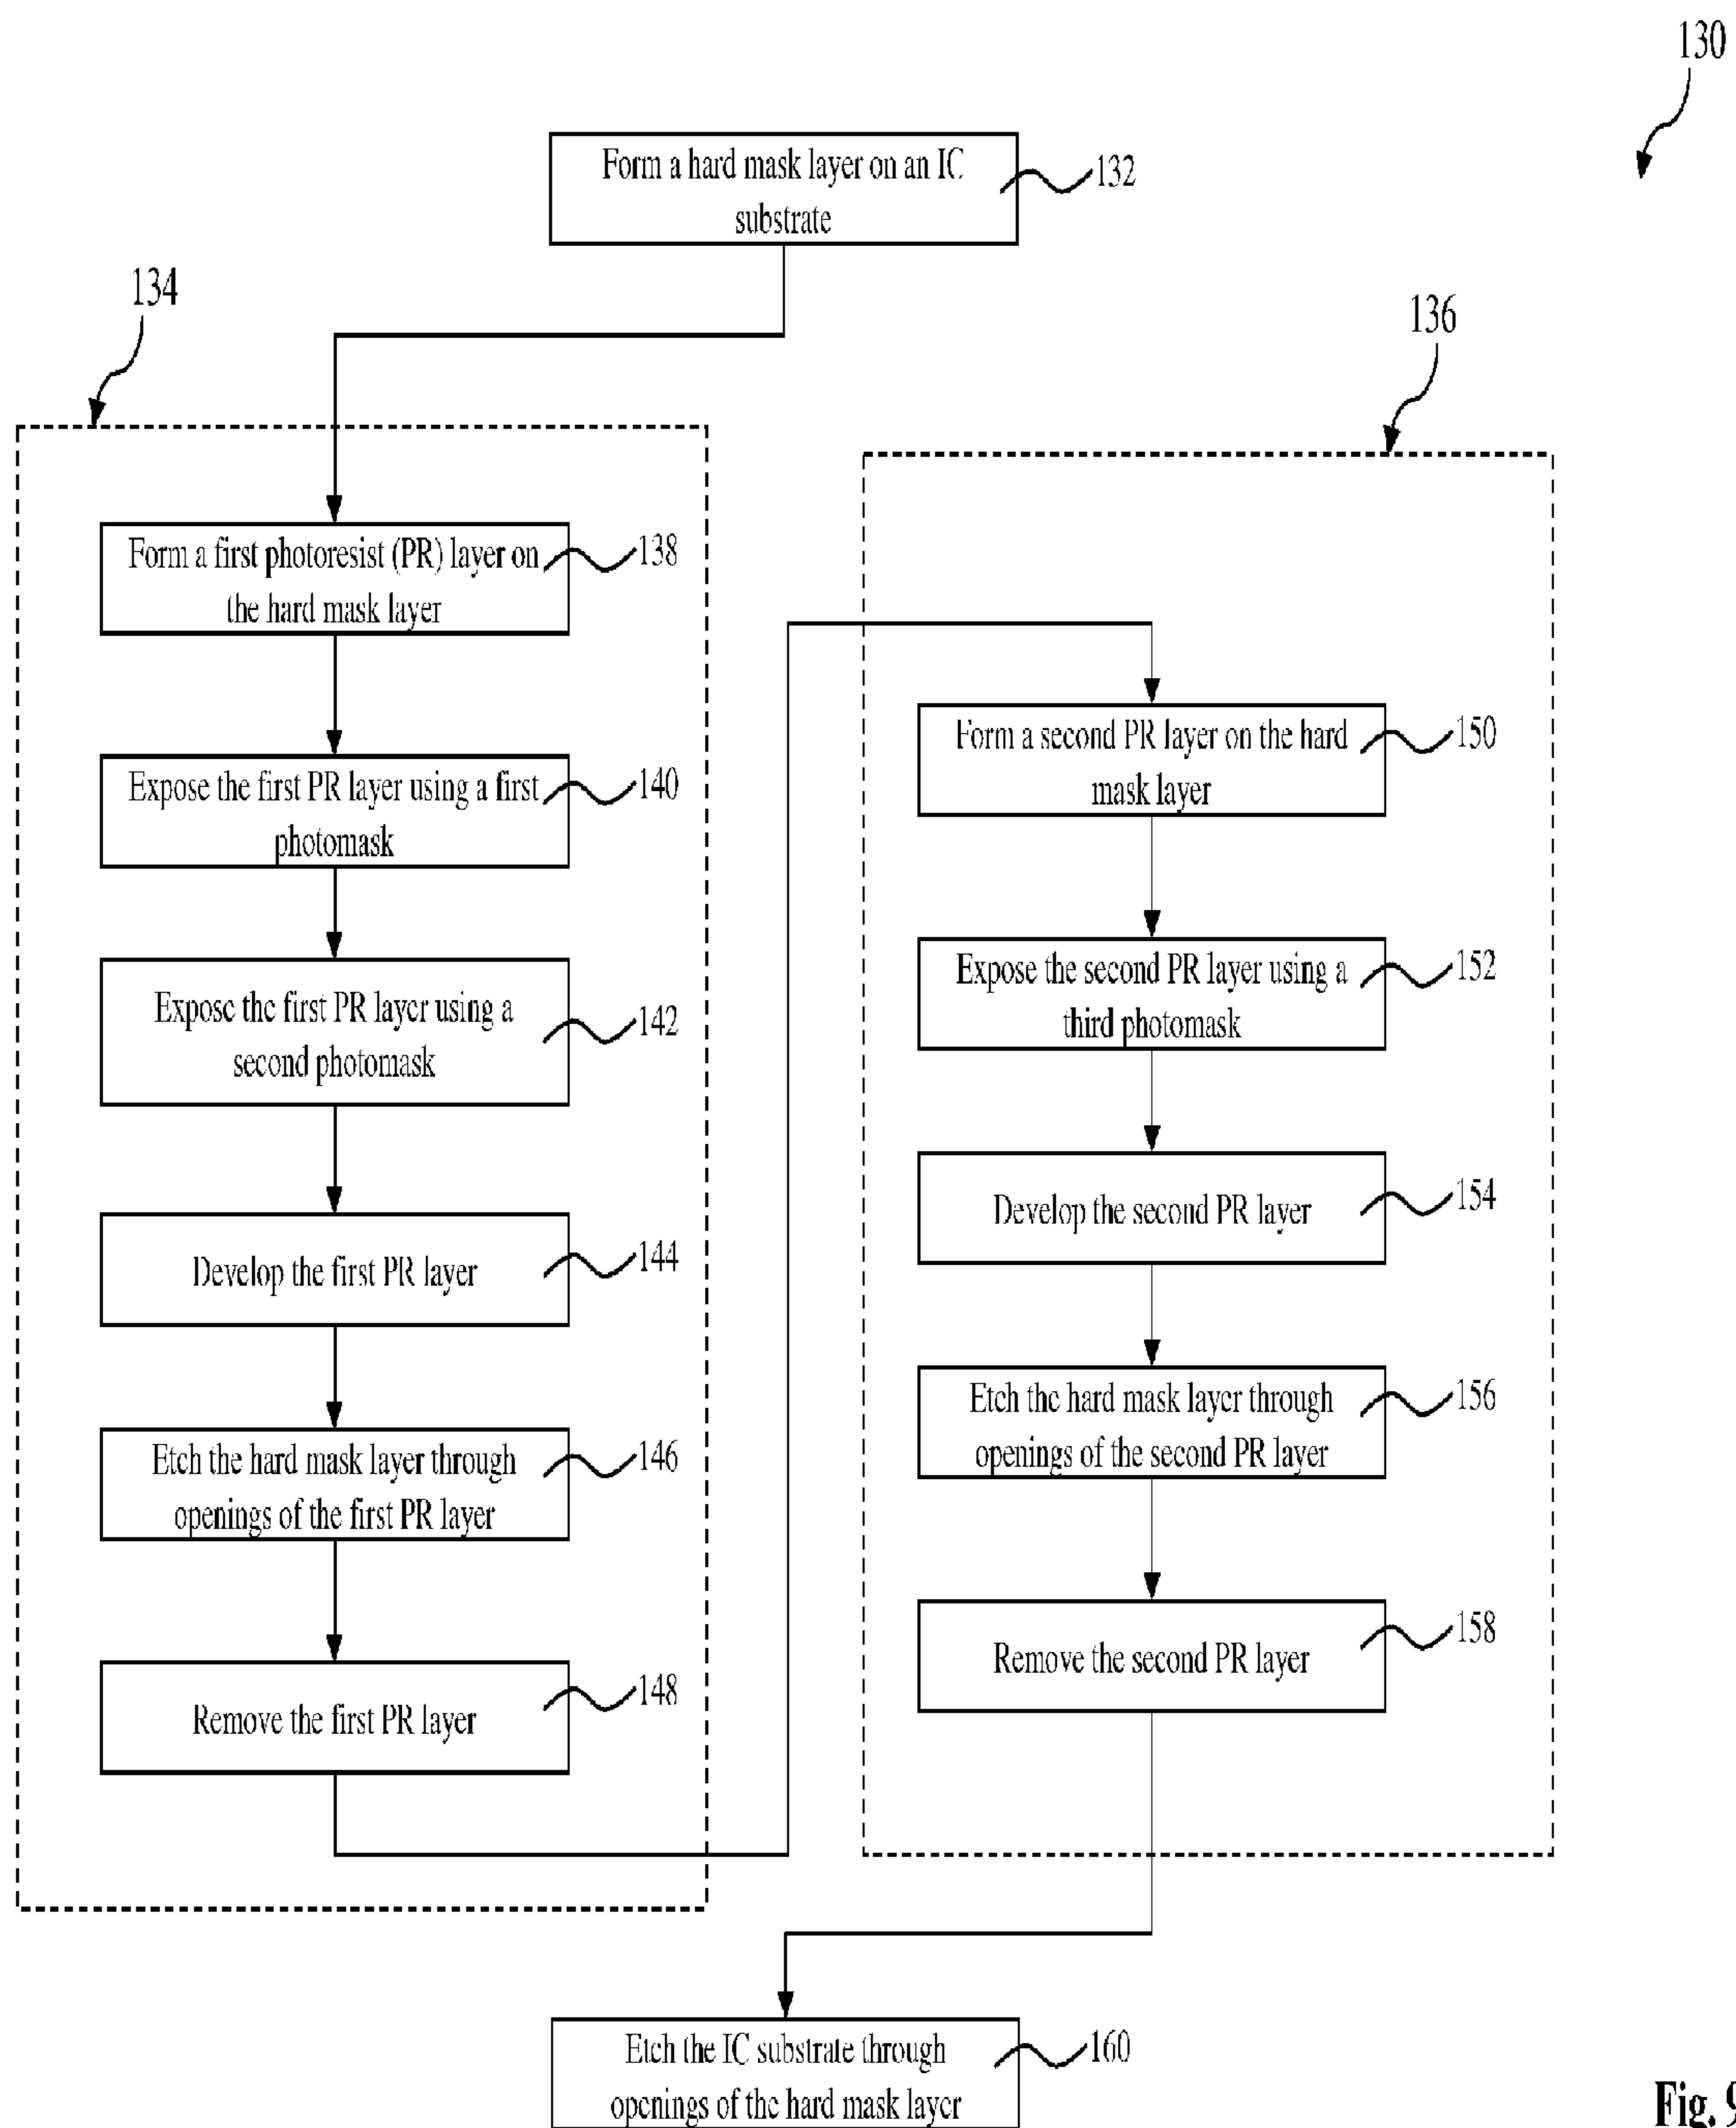 130
Form a hard mask layer on an IC
substrate
132
134
Form a first photoresist (PR) layer on
the hard mask layer
138
Expose the first PR layer using a first
photomask
140
Expose the first PR layer using a
second photomask
142
Develop the first PR layer
144
Etch the hard mask layer through
openings of the first PR layer
146
Remove the first PR layer
148
136
Form a second PR layer on the hard
mask layer
150
Expose the second PR layer using a
third photomask
152
Develop the second PR layer
154
Etch the hard mask layer through
openings of the second PR layer
156
Remove the second PR layer
158
Etch the IC substrate through
openings of the hard mask layer
160
Fig. 9